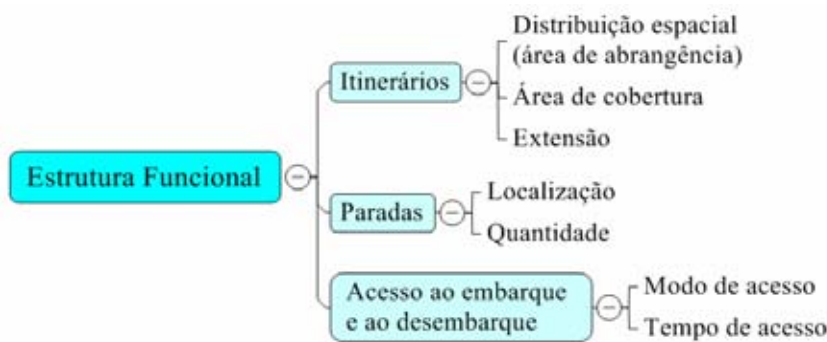 Estrutura Funcional
Itinerários
Distribuição espacial
(área de abrangência)
Área de cobertura
Extensão
Paradas
Localização
Quantidade
Acesso ao embarque
e ao desembarque
Modo de acesso
Tempo de acesso